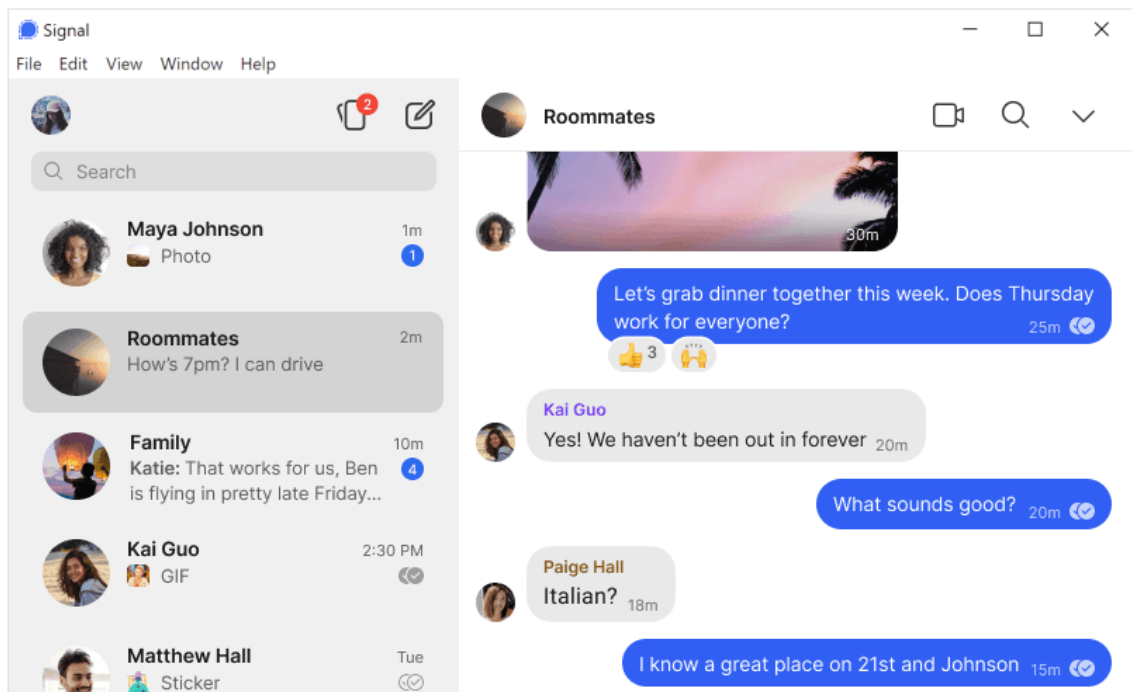 Signal
File Edit View Window Help
2
Search
Maya Johnson 1m
Photo 1
Roommates 2m
How's 7pm? I can drive
Family 10m
Katie: That works for us, Ben 4
is flying in pretty late Friday...
Kai Guo 2:30 PM
GIF
Matthew Hall Tue
Sticker
Roommates
30m
Let's grab dinner together this week. Does Thursday
work for everyone? 25m
3
Kai Guo
Yes! We haven't been out in forever 20m
What sounds good? 20m
Paige Hall
Italian? 18m
I know a great place on 21st and Johnson 15m